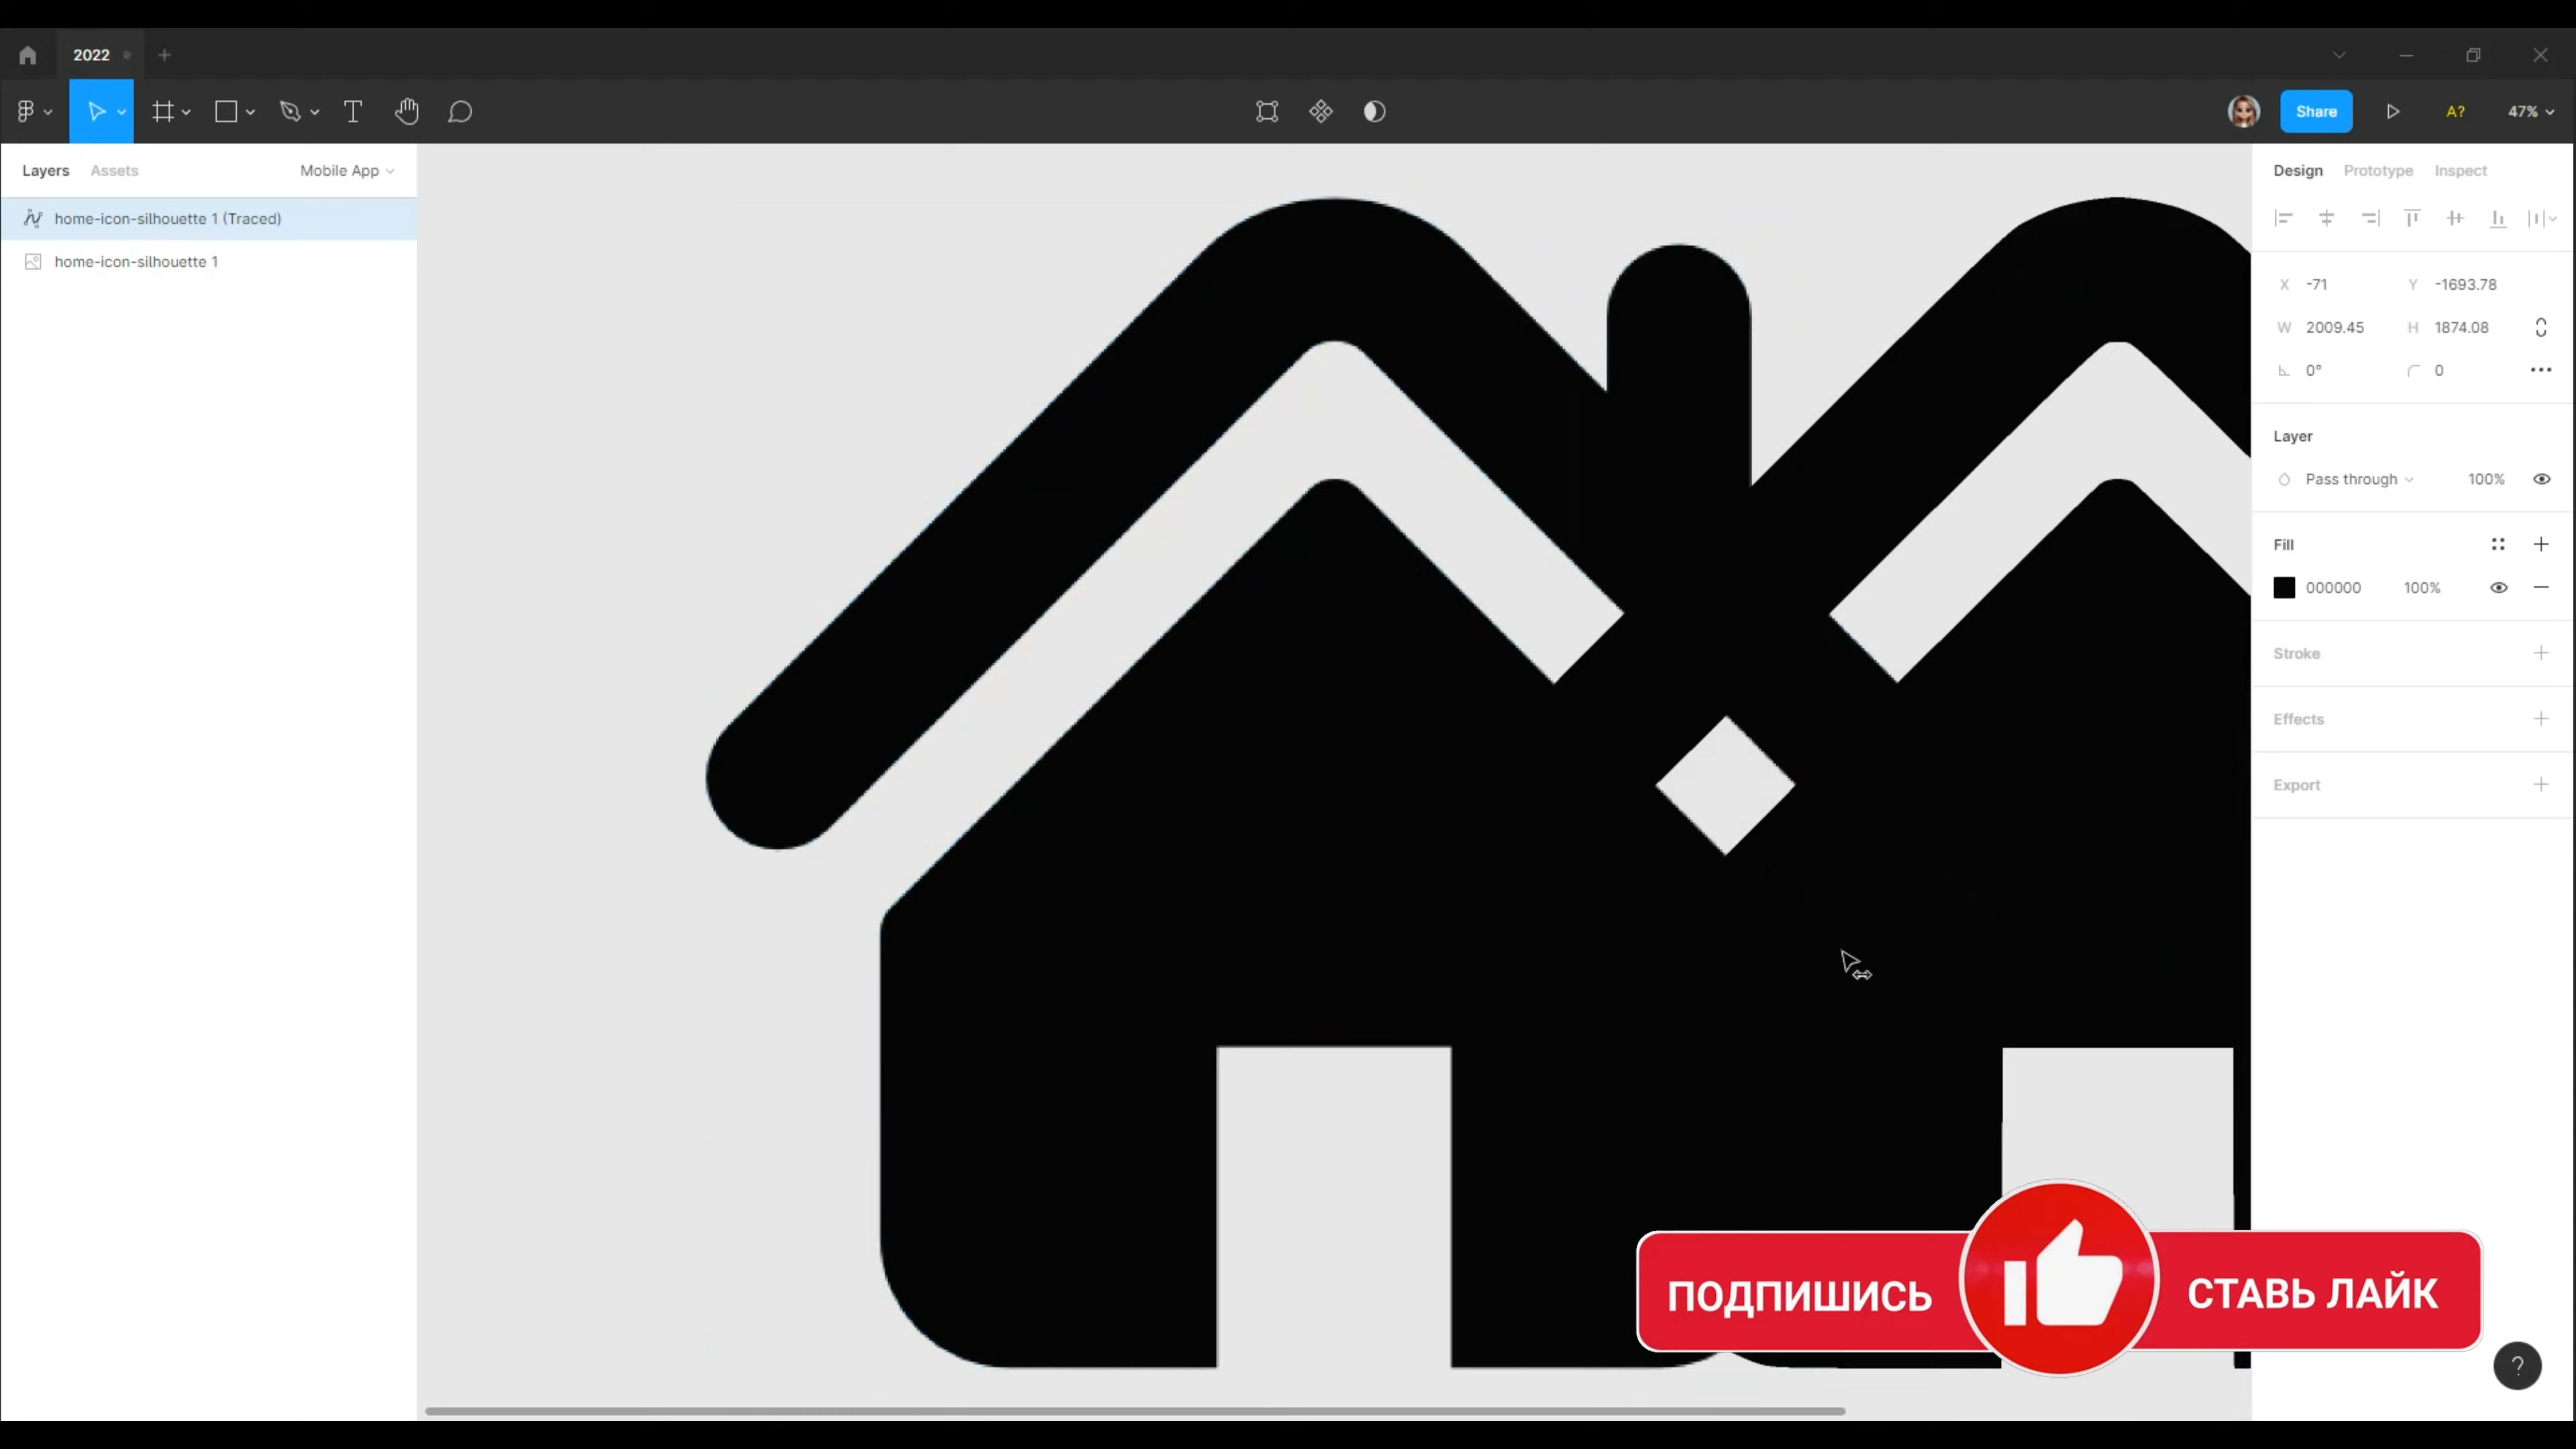 2022
Share
A?
47%
Layers
Assets
Mobile App
home-icon-silhouette 1 (Traced)
home-icon-silhouette 1
Design
Prototype
Inspect
X
-71
Y
-1693.78
W
2009.45
H
1874.08
0°
0
Layer
Pass through
100%
Fill
000000
100%
Stroke
Effects
Export
ПОДПИШИСЬ
СТАВЬ ЛАЙК
?